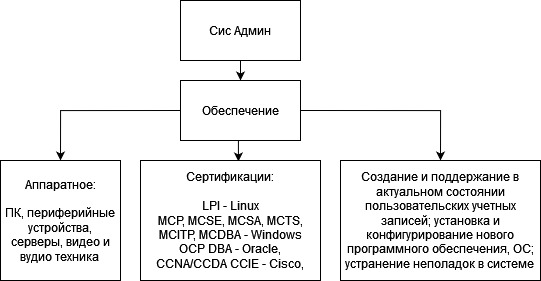 Сис Админ
Обеспечение
Аппаратное:
ПК, периферийные
устройства,
серверы, видео и
вудио техника
Сертификации:
LPI - Linux
MCP, MCSE, MCSA, MCTS,
MCITP, MCDBA - Windows
OCP DBA - Oracle,
CCNA/CCDA CCIE - Cisco,
Создание и поддержание в
актуальном состоянии
пользовательских учетных
записей; установка и
конфигурирование нового
программного обеспечения, ОС;
устранение неполадок в системе